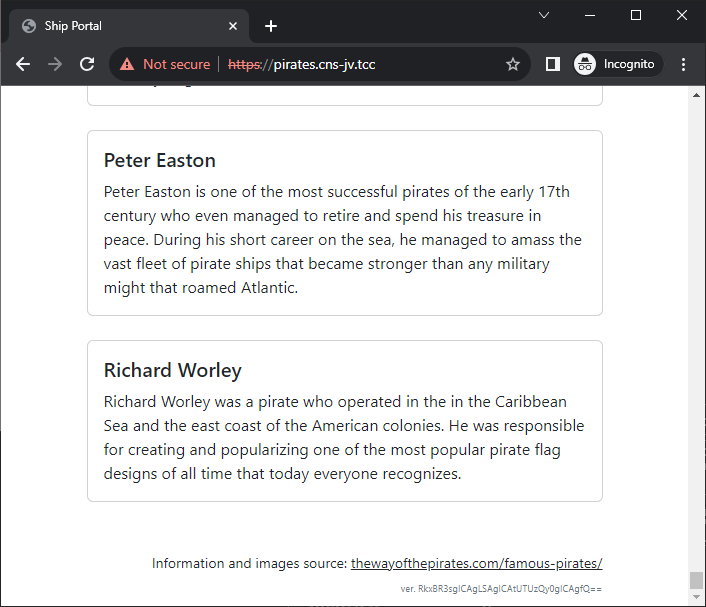 Ship Portal
Not secure https://pirates.cns-jv.tcc Incognito
Peter Easton
Peter Easton is one of the most successful pirates of the early 17th
century who even managed to retire and spend his treasure in
peace. During his short career on the sea, he managed to amass the
vast fleet of pirate ships that became stronger than any military
might that roamed Atlantic.
Richard Worley
Richard Worley was a pirate who operated in the in the Caribbean
Sea and the east coast of the American colonies. He was responsible
for creating and popularizing one of the most popular pirate flag
designs of all time that today everyone recognizes.
Information and images source: thewayofthepirates.com/famous-pirates/
ver. RkxBR3sgICAgLSAgICAtUTUzQy0gICAgfQ==